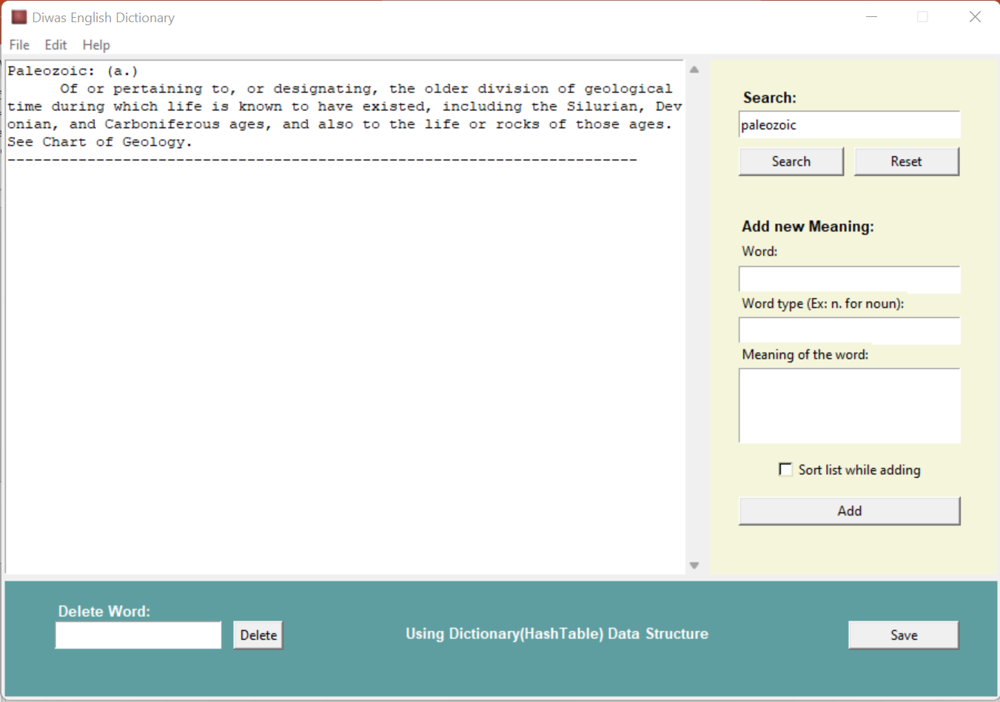 Diwas English Dictionary
File Edit Help
Paleozoic: (a.)
Of or pertaining to, or designating, the older division of geological
time during which life is known to have existed, including the Silurian, Dev
onian, and Carboniferous ages, and also to the life or rocks of those ages.
See Chart of Geology.
-----------------------------------------------------------------------
Search:
paleozoic
Search Reset
Add new Meaning:
Word:
Word type (Ex: n. for noun):
Meaning of the word:
Sort list while adding
Add
Delete Word:
Delete
Using Dictionary(HashTable) Data Structure
Save